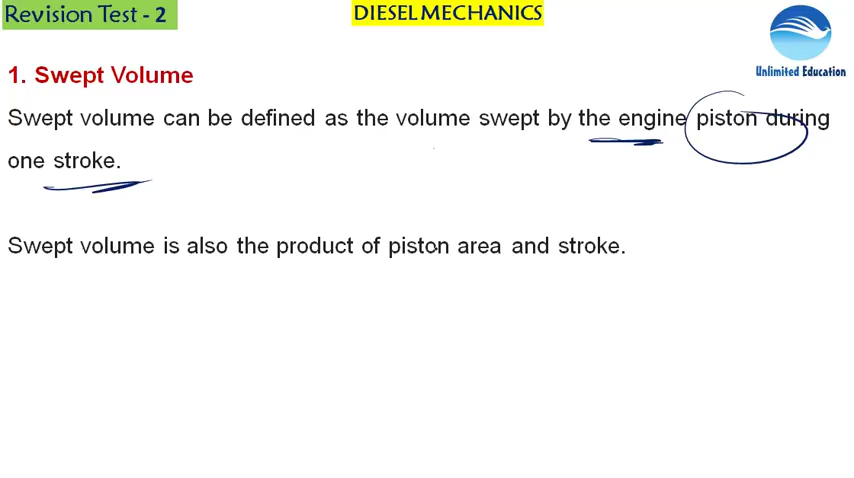 Revision Test - 2
DIESEL MECHANICS
Unlimited Education
1. Swept Volume
Swept volume can be defined as the volume swept by the engine piston during
one stroke.
Swept volume is also the product of piston area and stroke.